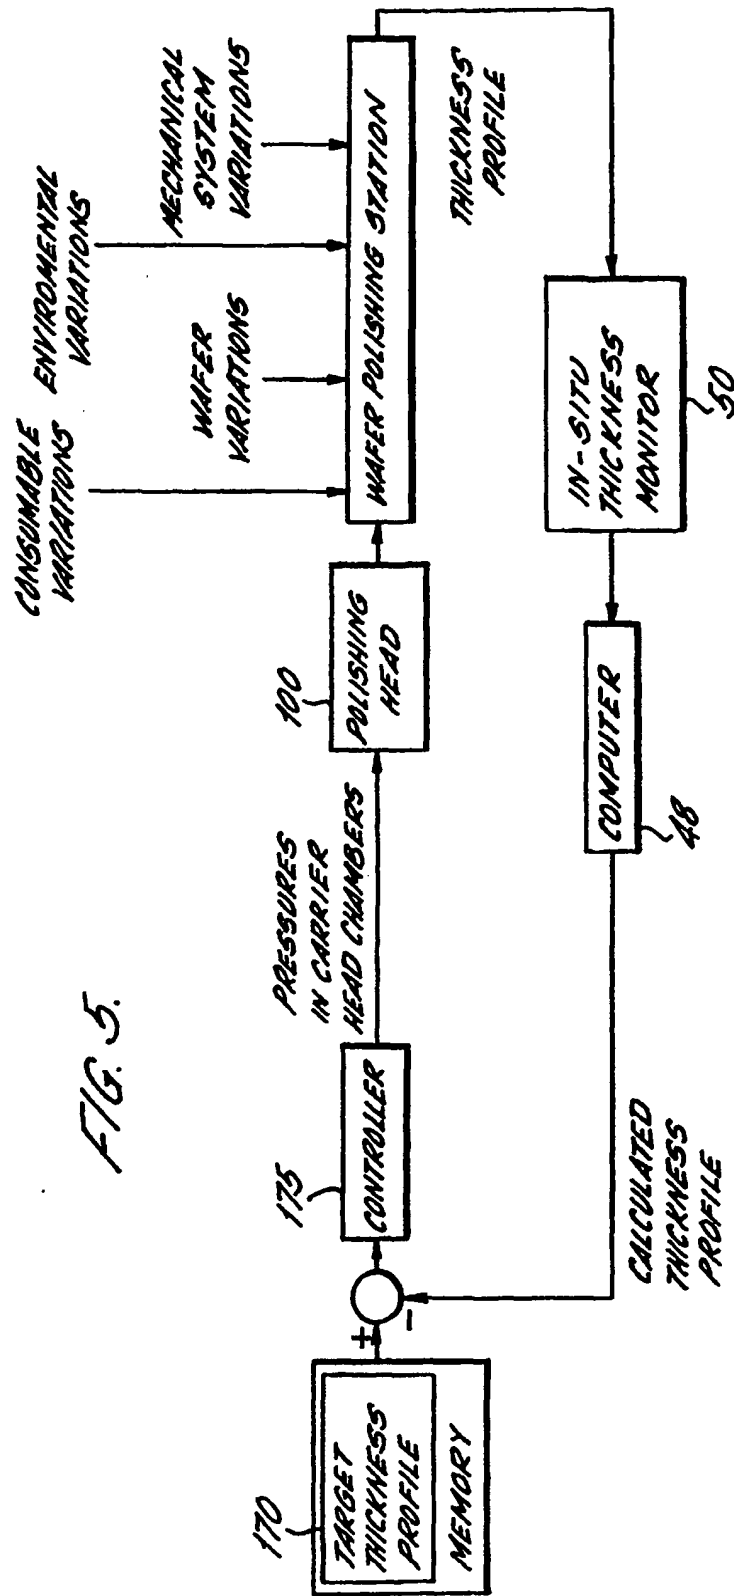 FIG. 5.
CONSUMABLE
VARIATIONS
ENVIROMENTAL
VARIATIONS
WAFER
VARIATIONS
MECHANICAL
SYSTEM
VARIATIONS
170
TARGET
THICKNESS
PROFILE
MEMORY
+
-
175
CONTROLLER
PRESSURES
IN CARRIER
HEAD CHAMBERS
100
POLISHING
HEAD
WAFER POLISHING STATION
THICKNESS
PROFILE
IN-SITU
THICKNESS
MONITOR
50
COMPUTER
48
CALCULATED
THICKNESS
PROFILE